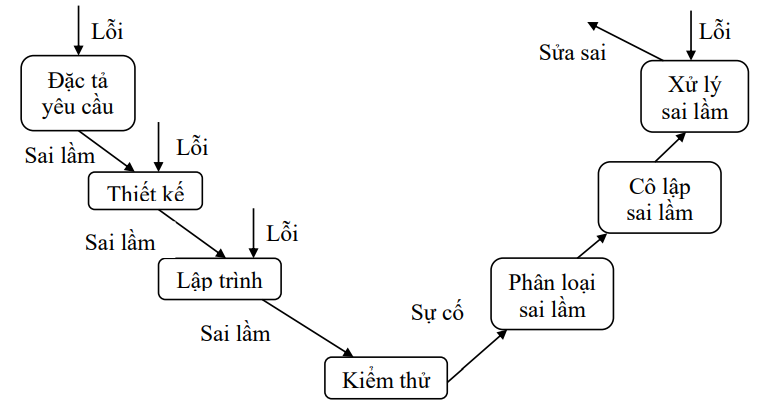 Lỗi
Đặc tả
yêu cầu
Sai lầm
Lỗi
Thiết kế
Sai lầm
Lỗi
Lập trình
Sai lầm
Kiểm thử
Sự cố
Phân loại
sai lầm
Cô lập
sai lầm
Lỗi
Xử lý
sai lầm
Sửa sai